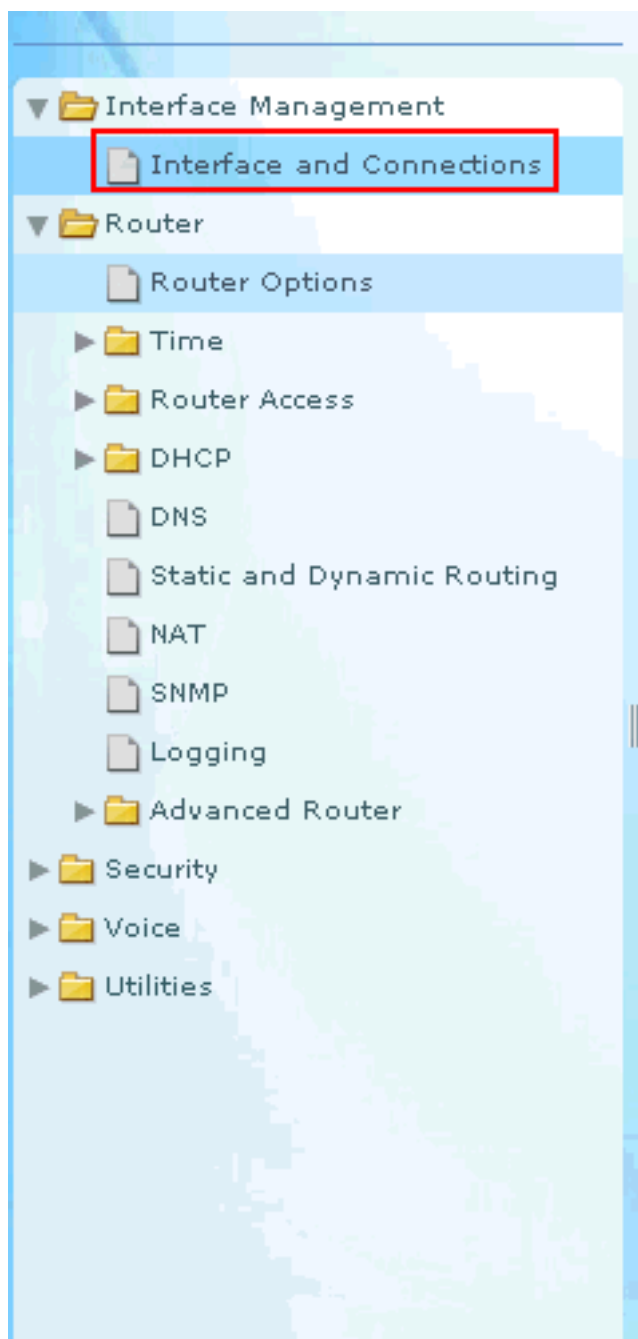 Interface Management
Interface and Connections
Router
Router Options
Time
Router Access
DHCP
DNS
Static and Dynamic Routing
NAT
SNMP
Logging
Advanced Router
Security
Voice
Utilities